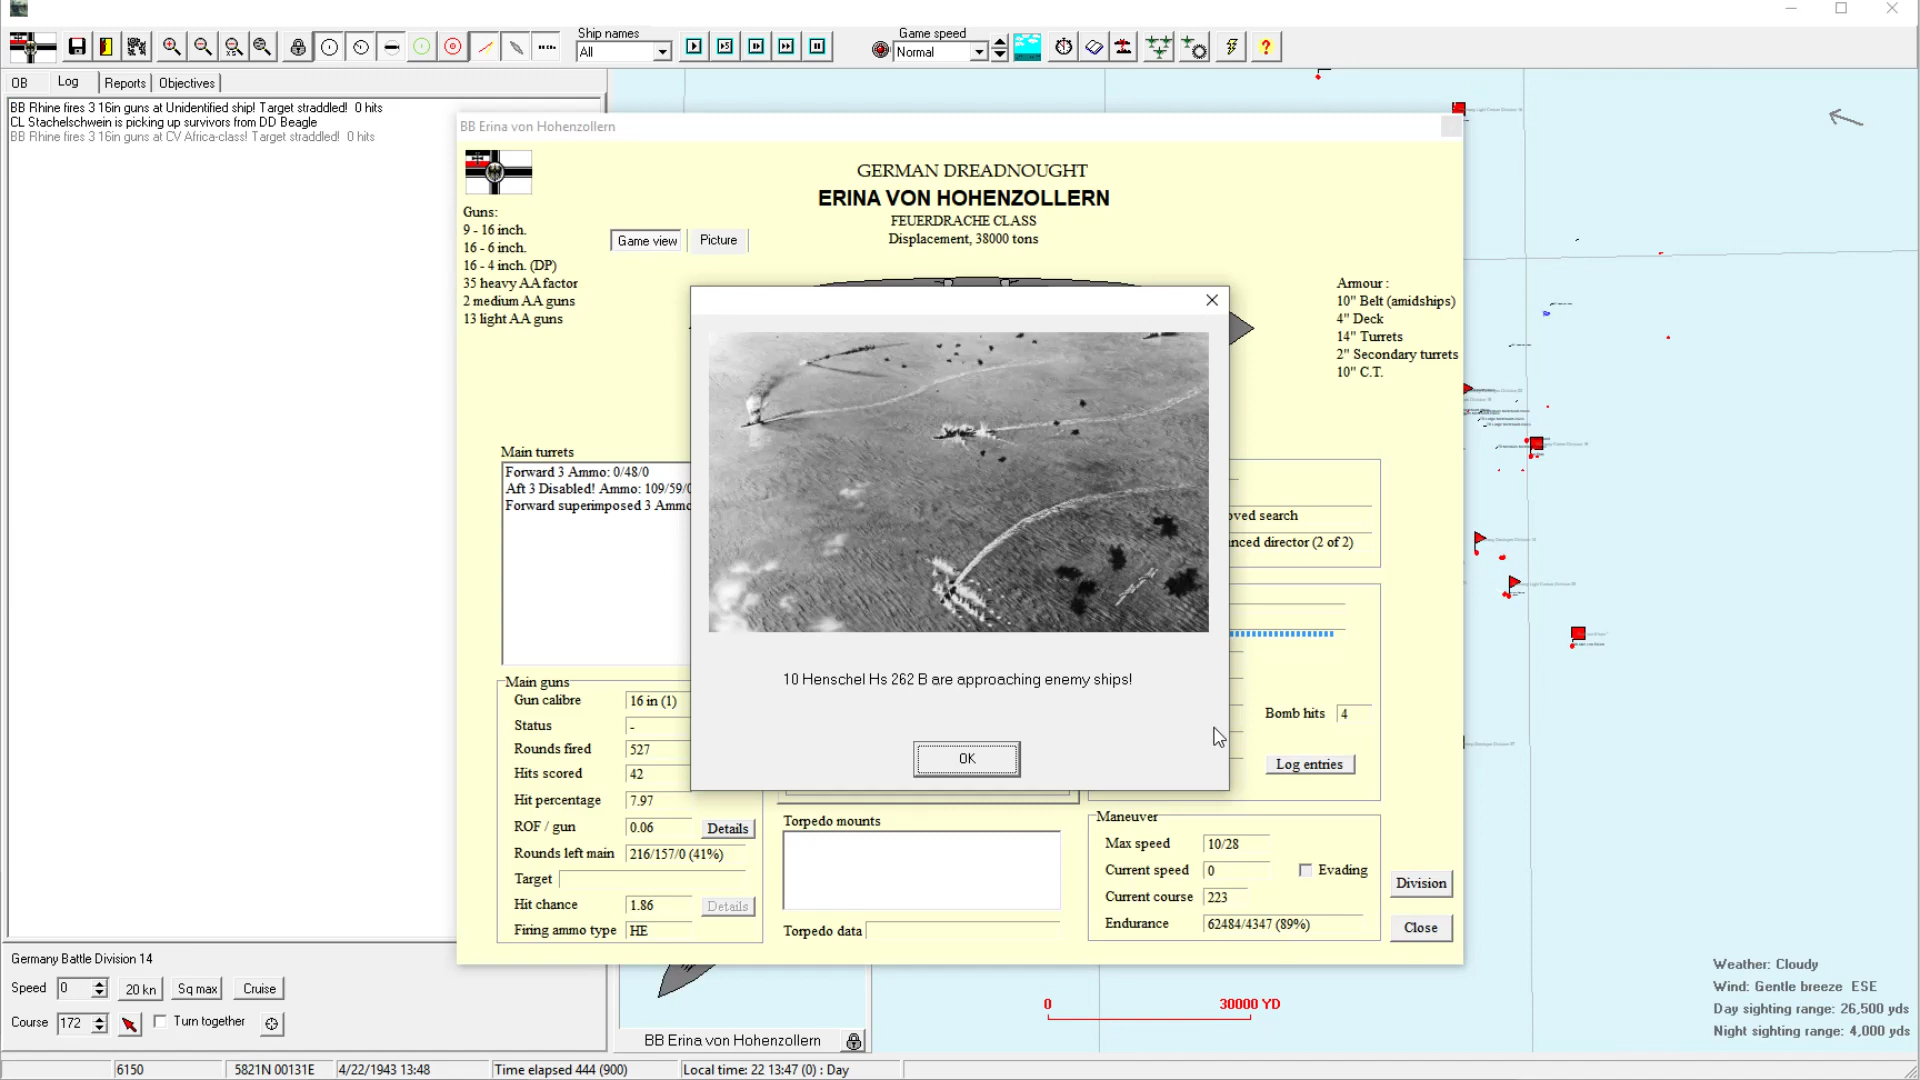 Ship names
All
Game speed
Normal
OB
Log
Reports
Objectives
BB Rhine fires 3 16in guns at Unidentified ship! Target straddled!  0 hits
CL Stachelschwein is picking up survivors from DD Beagle
BB Rhine fires 3 16in guns at CV Africa-class! Target straddled!  0 hits
BB Erina von Hohenzollern
GERMAN DREADNOUGHT
ERINA VON HOHENZOLLERN
FEUERDRACHE CLASS
Displacement, 38000 tons
Guns:
9 - 16 inch.
16 - 6 inch.
16 - 4 inch. (DP)
35 heavy AA factor
2 medium AA guns
13 light AA guns
Game view
Picture
Armour :
10" Belt (amidships)
4" Deck
14" Turrets
2" Secondary turrets
10" C.T.
Main turrets
Forward 3 Ammo: 0/48/0
Aft 3 Disabled! Ammo: 109/59/0
Forward superimposed 3 Ammo
oved search
nced director (2 of 2)
10 Henschel Hs 262 B are approaching enemy ships!
OK
Main guns
Gun calibre 16 in (1)
Status -
Rounds fired 527
Hits scored 42
Hit percentage 7.97
ROF / gun 0.06 Details
Rounds left main 216/157/0 (41%)
Target
Hit chance 1.86 Details
Firing ammo type HE
Bomb hits 4
Log entries
Torpedo mounts
Torpedo data
Maneuver
Max speed 10/28
Current speed 0 Evading
Current course 223
Endurance 62484/4347 (89%)
Division
Close
Germany Battle Division 14
Speed 0 20 kn Sq max Cruise
Course 172 Turn together
BB Erina von Hohenzollern
0 30000 YD
Weather: Cloudy
Wind: Gentle breeze  ESE
Day sighting range: 26,500 yds
Night sighting range: 4,000 yds
6150
5821N 00131E
4/22/1943 13:48
Time elapsed 444 (900)
Local time: 22 13:47 (0) : Day